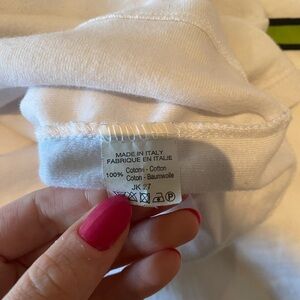 MADE IN ITALY
FABRIQUE EN ITALIE
100% Cotone - Cotton
Coton - Baumwolle
JK 27